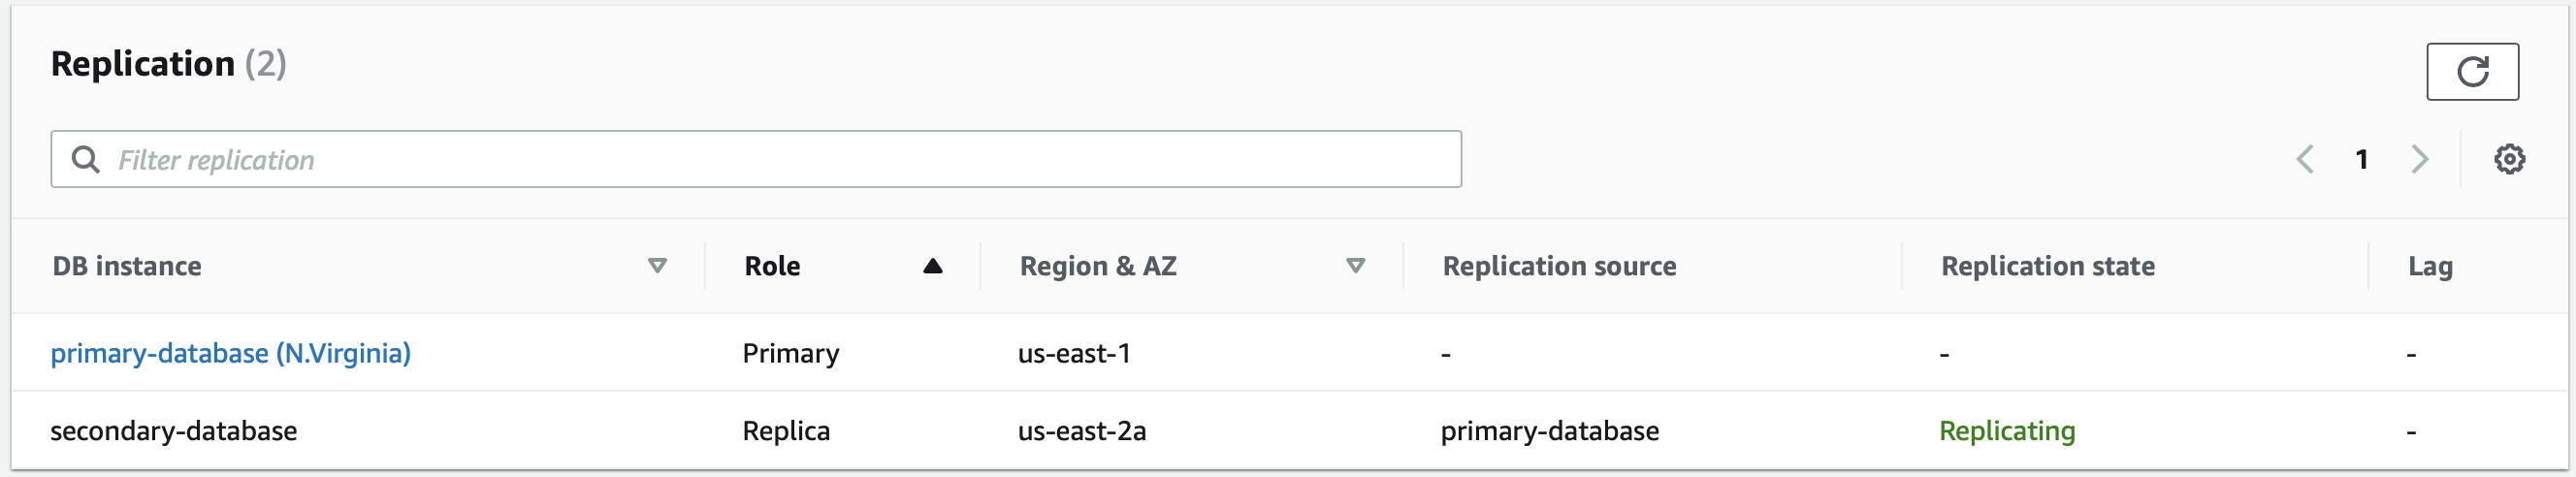 Replication (2)
Filter replication
1
DB instance Role Region & AZ Replication source Replication state Lag
primary-database (N.Virginia) Primary us-east-1 - - -
secondary-database Replica us-east-2a primary-database Replicating -